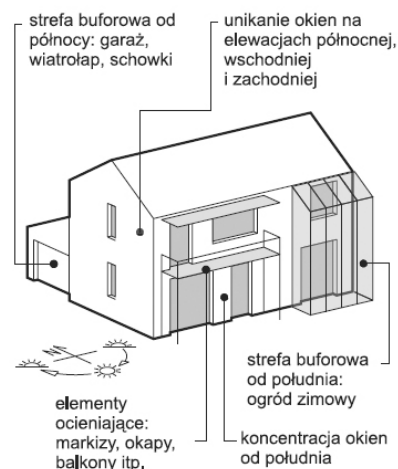 strefa buforowa od
północy: garaż,
wiatrołap, schowki
unikanie okien na
elewacjach północnej,
wschodniej
i zachodniej
N
strefa buforowa
od południa:
ogród zimowy
elementy
ocieniające:
markizy, okapy,
balkony itp.
koncentracja okien
od południa